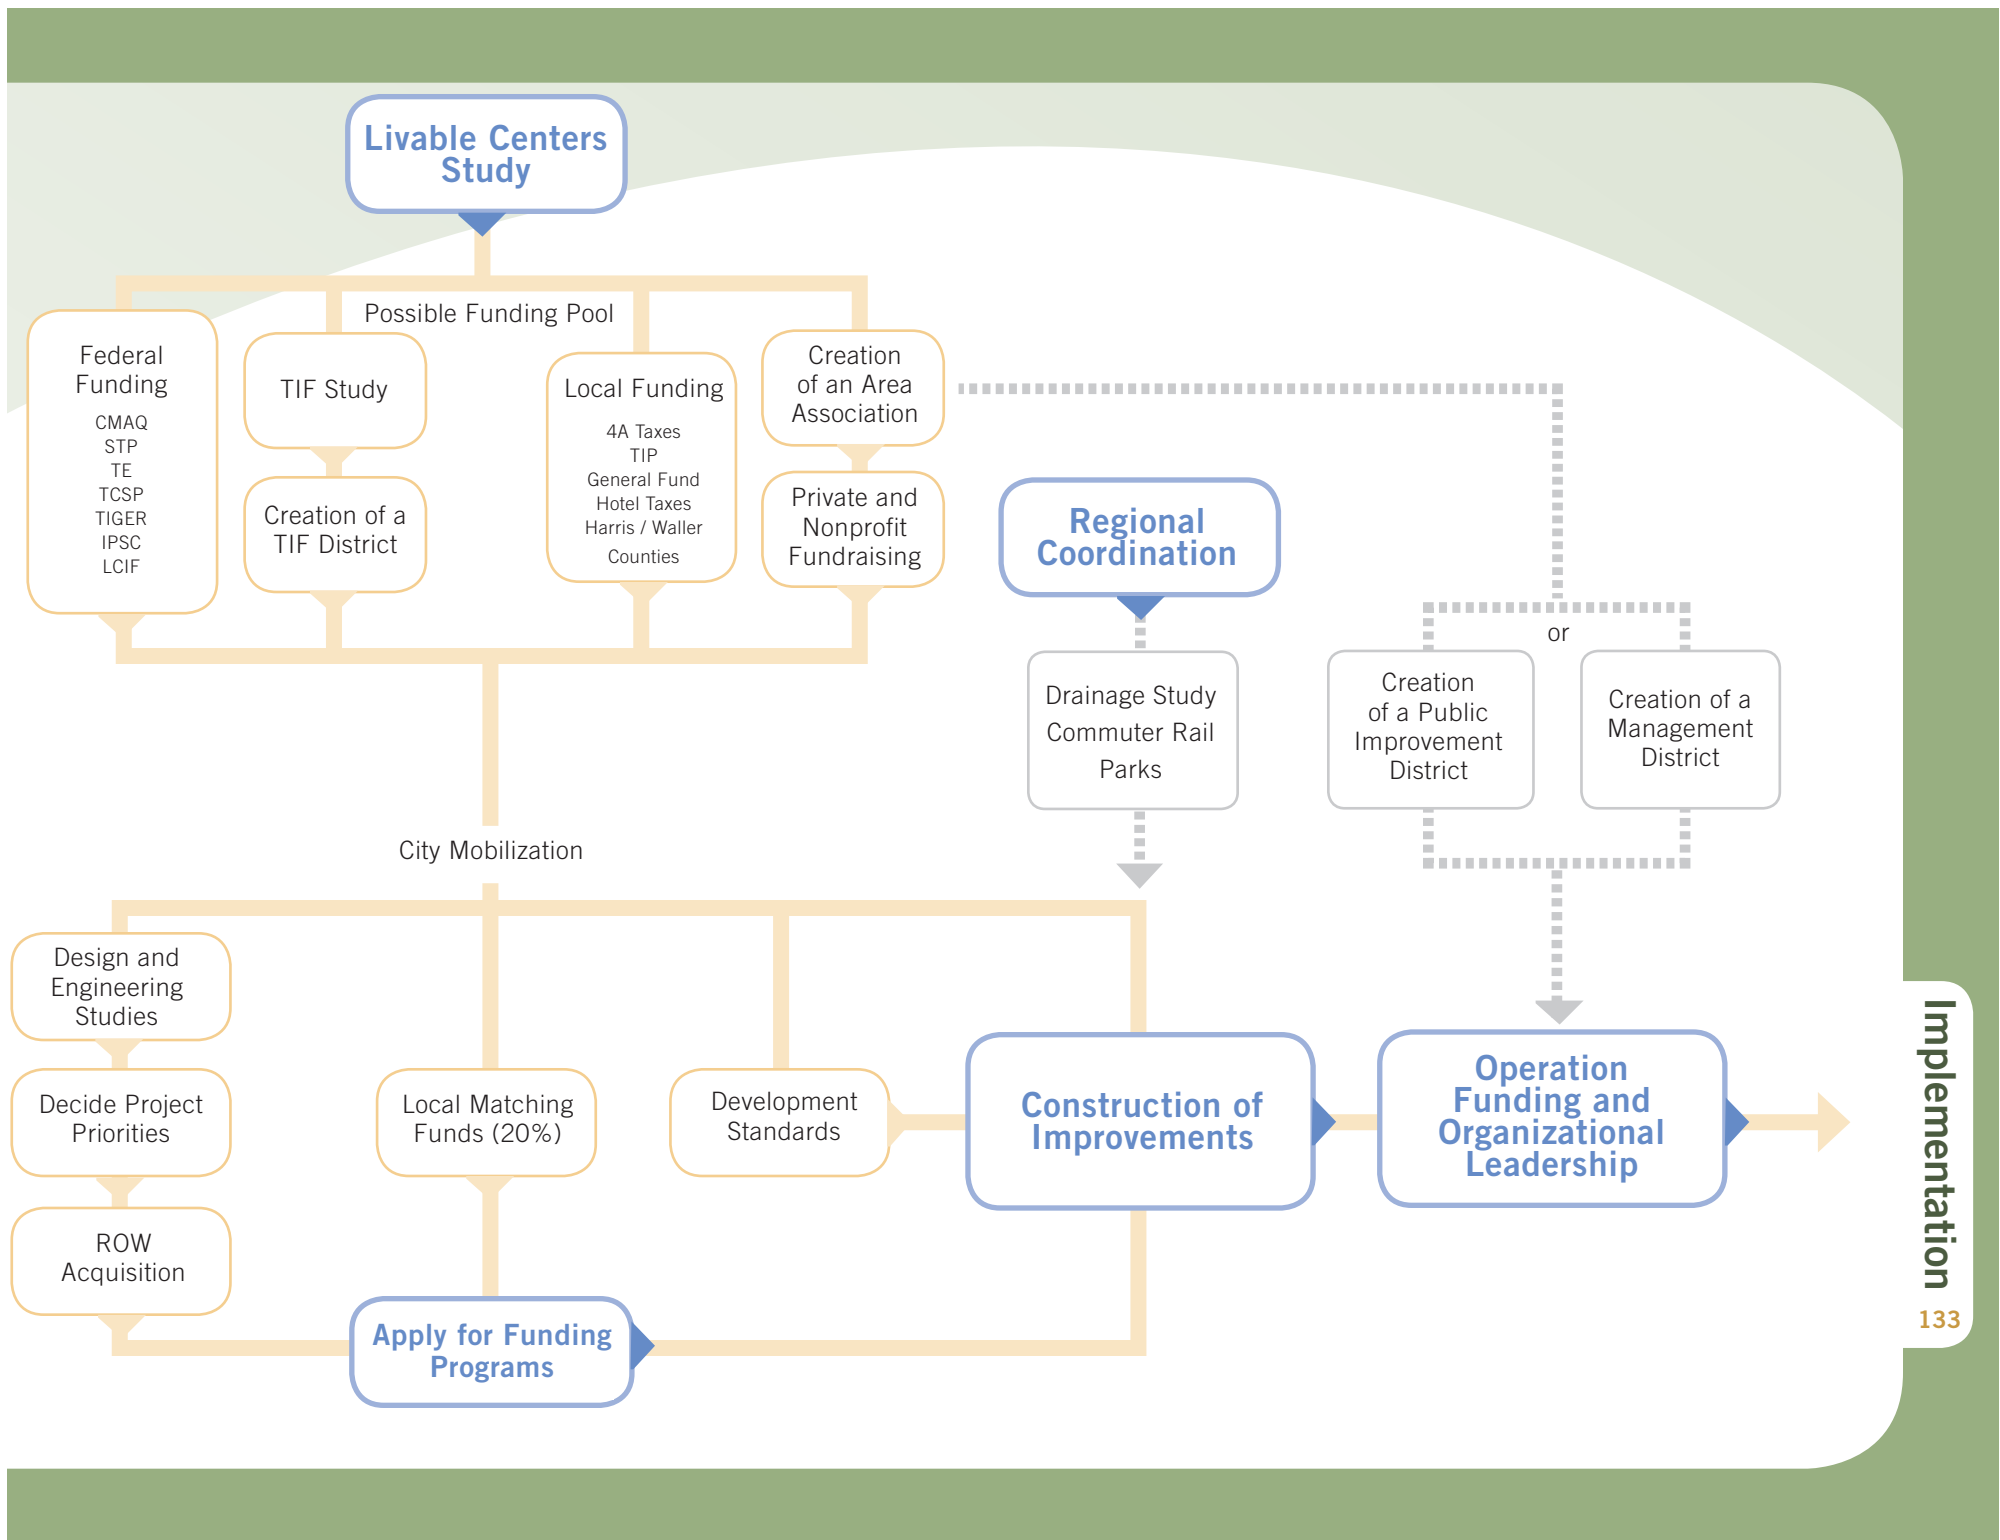 Livable Centers
Study
Possible Funding Pool
Federal
Funding
CMAQ
STP
TE
TCSP
TIGER
IPSC
LCIF
TIF Study
Creation of a
TIF District
Local Funding
4A Taxes
TIP
General Fund
Hotel Taxes
Harris / Waller
Counties
Creation
of an Area
Association
Private and
Nonprofit
Fundraising
Regional
Coordination
Drainage Study
Commuter Rail
Parks
or
Creation
of a Public
Improvement
District
Creation of a
Management
District
City Mobilization
Design and
Engineering
Studies
Decide Project
Priorities
ROW
Acquisition
Local Matching
Funds (20%)
Development
Standards
Apply for Funding
Programs
Construction of
Improvements
Operation
Funding and
Organizational
Leadership
Implementation
133